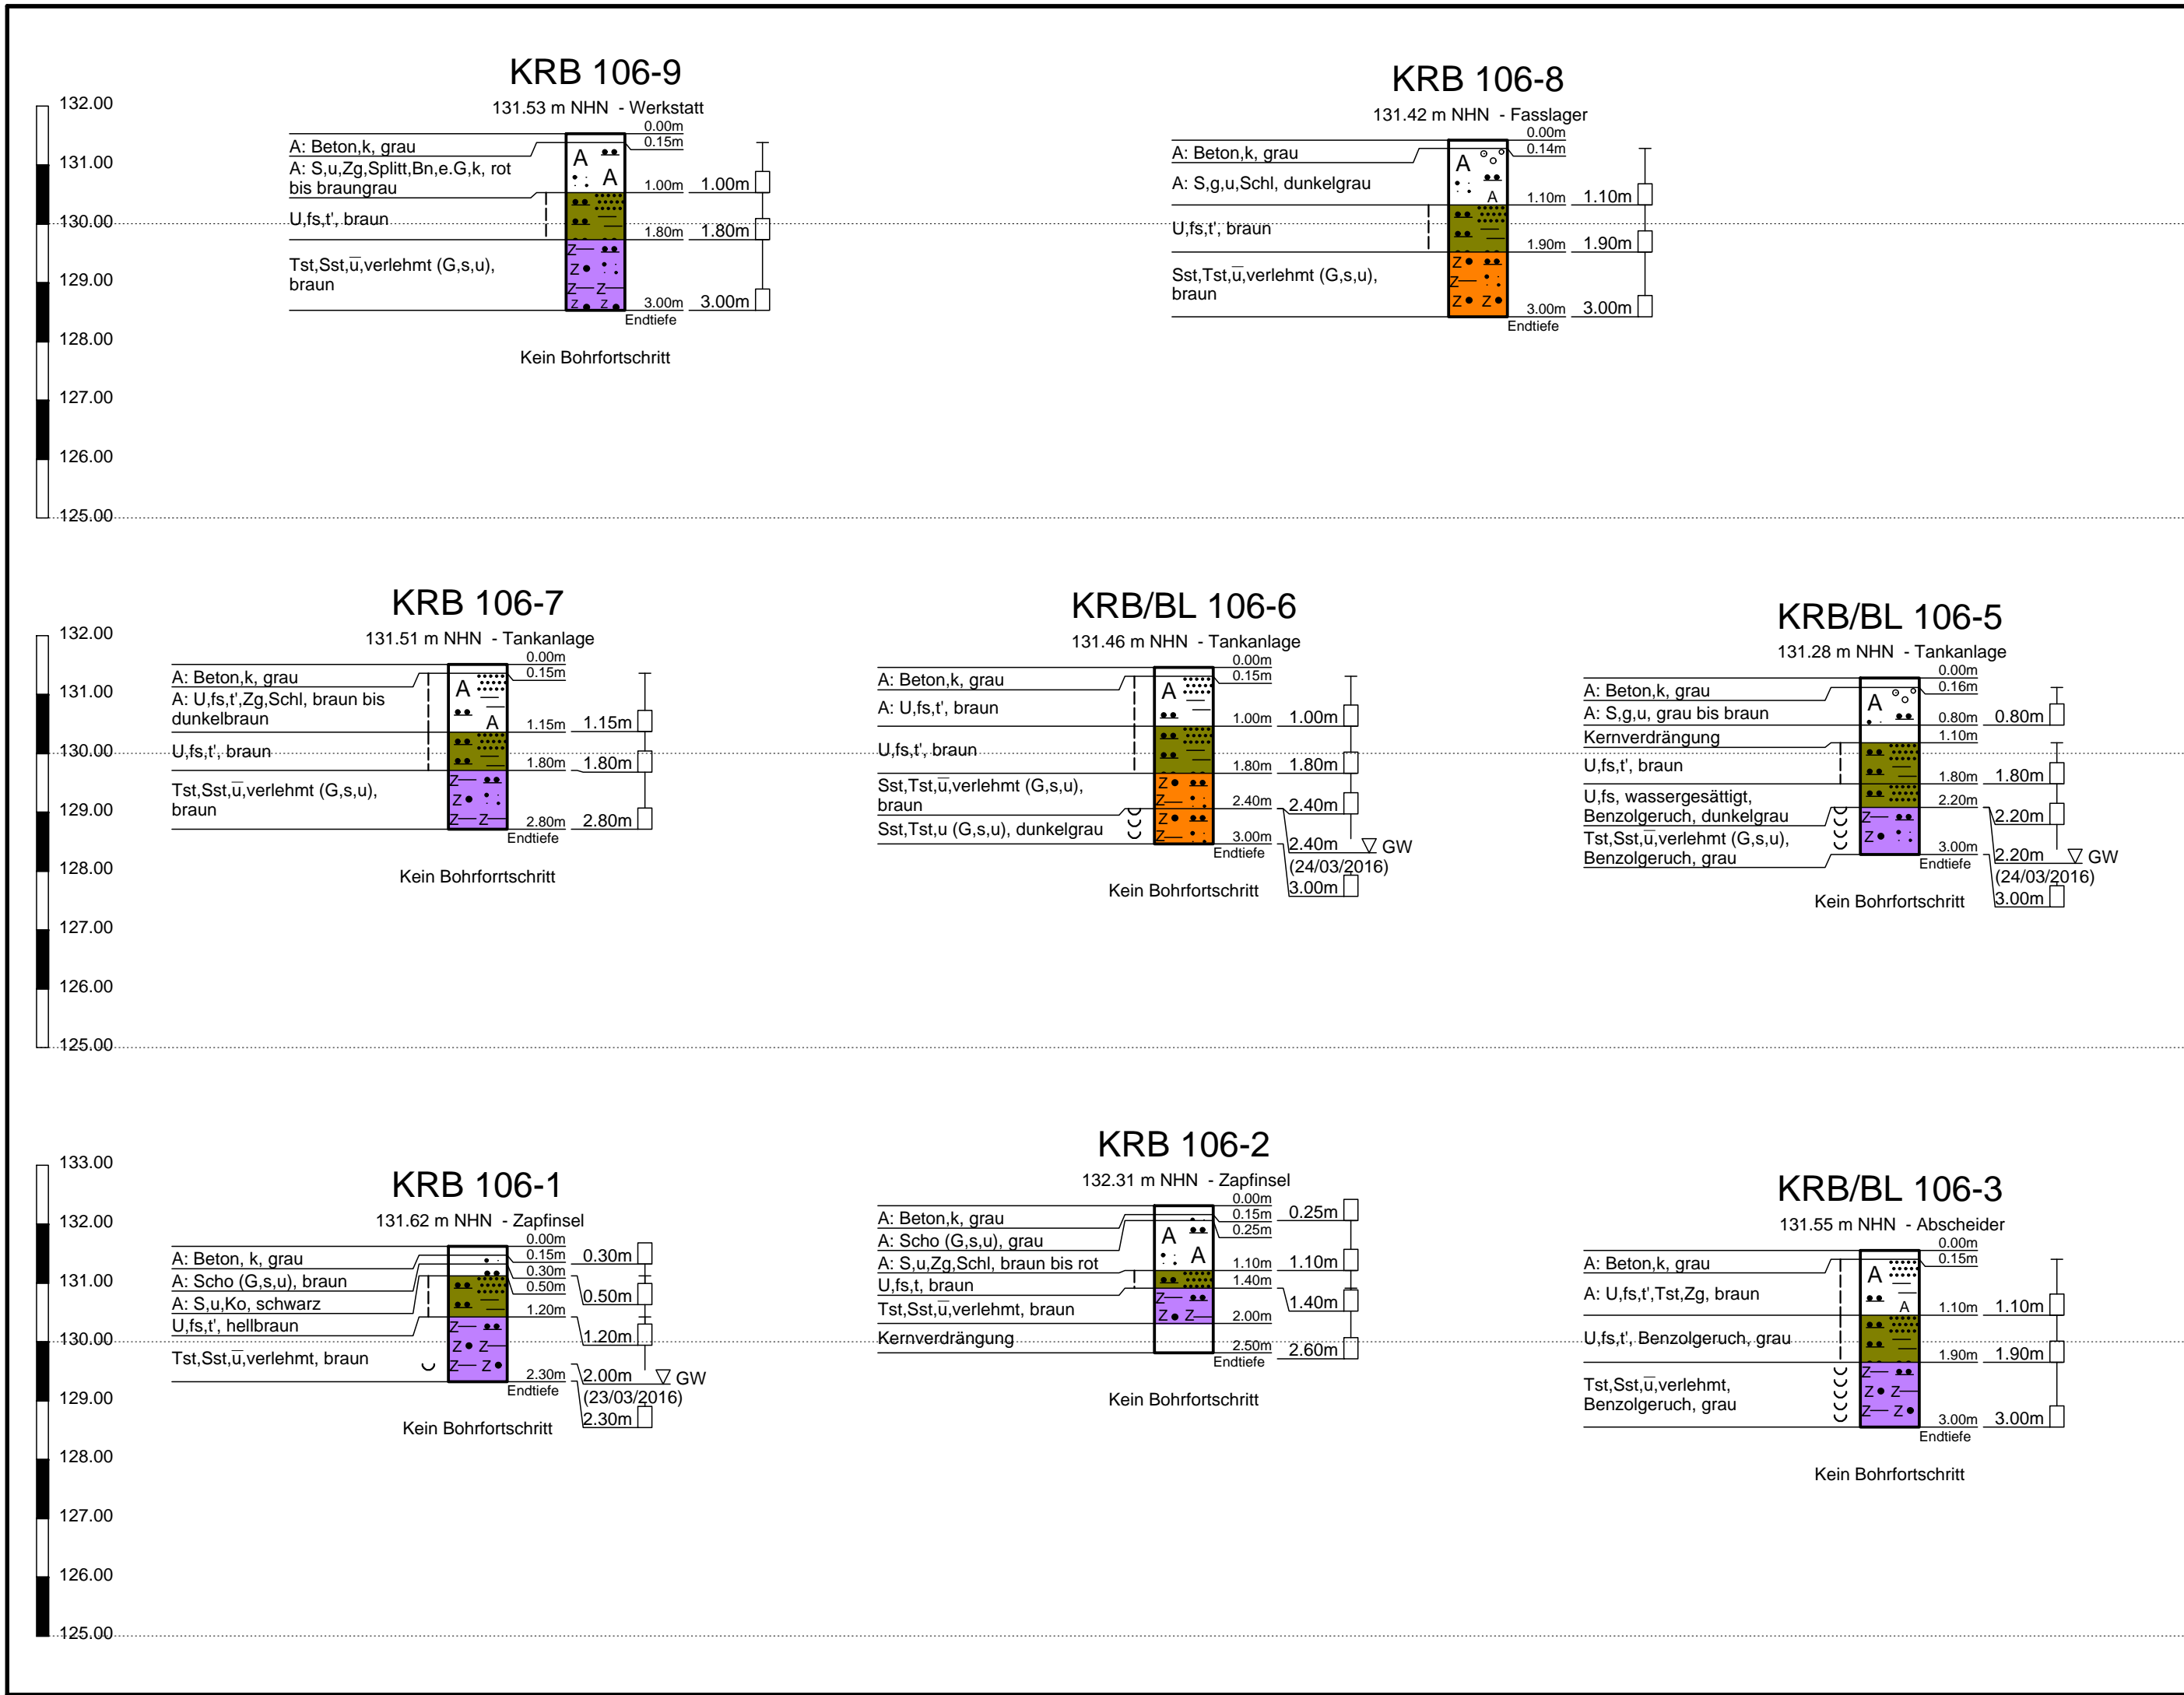 132.00
131.00
130.00
129.00
128.00
127.00
126.00
125.00
KRB 106-9
131.53 m NHN  - Werkstatt
0.00m
A: Beton,k, grau
0.15m
A: S,u,Zg,Splitt,Bn,e.G,k, rot
bis braungrau
A
A
1.00m
1.00m
U,fs,t', braun
1.80m
1.80m
Tst,Sst,u̅,verlehmt (G,s,u),
braun
Z
Z
Z Z
Z Z
3.00m
3.00m
Endtiefe
Kein Bohrfortschritt
KRB 106-8
131.42 m NHN  - Fasslager
0.00m
A: Beton,k, grau
0.14m
A: S,g,u,Schl, dunkelgrau
A
A
1.10m
1.10m
U,fs,t', braun
1.90m
1.90m
Sst,Tst,u̅,verlehmt (G,s,u),
braun
Z
Z
Z Z
3.00m
3.00m
Endtiefe
132.00
131.00
130.00
129.00
128.00
127.00
126.00
125.00
KRB 106-7
131.51 m NHN  - Tankanlage
0.00m
A: Beton,k, grau
0.15m
A: U,fs,t',Zg,Schl, braun bis
dunkelbraun
A
A
1.15m
1.15m
U,fs,t', braun
1.80m
1.80m
Tst,Sst,u̅,verlehmt (G,s,u),
braun
Z
Z
Z Z
2.80m
2.80m
Endtiefe
Kein Bohrforrtschritt
KRB/BL 106-6
131.46 m NHN  - Tankanlage
0.00m
A: Beton,k, grau
0.15m
A: U,fs,t', braun
A
1.00m
1.00m
U,fs,t', braun
1.80m
1.80m
Sst,Tst,u̅,verlehmt (G,s,u),
braun
Z
2.40m
2.40m
Sst,Tst,u (G,s,u), dunkelgrau
Z
Z
3.00m
Endtiefe
2.40m
GW
(24/03/2016)
3.00m
Kein Bohrfortschritt
KRB/BL 106-5
131.28 m NHN  - Tankanlage
0.00m
A: Beton,k, grau
0.16m
A: S,g,u, grau bis braun
A
0.80m
0.80m
Kernverdrängung
1.10m
U,fs,t', braun
1.80m
1.80m
U,fs, wassergesättigt,
Benzolgeruch, dunkelgrau
2.20m
2.20m
Tst,Sst,u̅,verlehmt (G,s,u),
Benzolgeruch, grau
Z
Z
3.00m
Endtiefe
2.20m
GW
(24/03/2016)
3.00m
Kein Bohrfortschritt
133.00
132.00
131.00
130.00
129.00
128.00
127.00
126.00
125.00
KRB 106-1
131.62 m NHN  - Zapfinsel
0.00m
A: Beton, k, grau
0.15m
0.30m
A: Scho (G,s,u), braun
0.30m
A: S,u,Ko, schwarz
0.50m
0.50m
U,fs,t', hellbraun
1.20m
1.20m
Tst,Sst,u̅,verlehmt, braun
Z
Z Z
Z Z
2.30m
Endtiefe
2.00m
GW
(23/03/2016)
2.30m
Kein Bohrfortschritt
KRB 106-2
132.31 m NHN  - Zapfinsel
0.00m
A: Beton,k, grau
0.15m
0.25m
A: Scho (G,s,u), grau
0.25m
A: S,u,Zg,Schl, braun bis rot
A
A
1.10m
1.10m
U,fs,t, braun
1.40m
1.40m
Tst,Sst,u̅,verlehmt, braun
Z
Z Z
2.00m
Kernverdrängung
2.50m
2.60m
Endtiefe
Kein Bohrfortschritt
KRB/BL 106-3
131.55 m NHN  - Abscheider
0.00m
A: Beton,k, grau
0.15m
A: U,fs,t',Tst,Zg, braun
A
A
1.10m
1.10m
U,fs,t', Benzolgeruch, grau
1.90m
1.90m
Tst,Sst,u̅,verlehmt,
Benzolgeruch, grau
Z
Z Z
Z Z
3.00m
3.00m
Endtiefe
Kein Bohrfortschritt